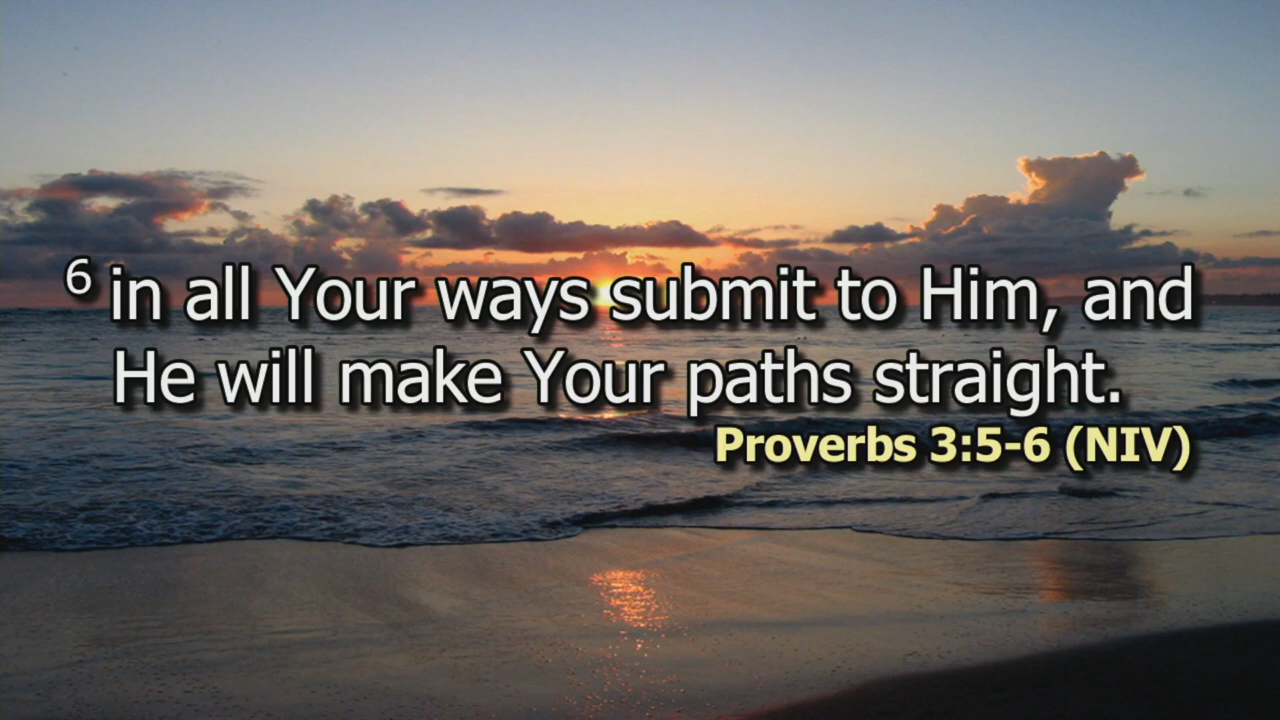 6 in all Your ways submit to Him, and
He will make Your paths straight.
Proverbs 3:5-6 (NIV)